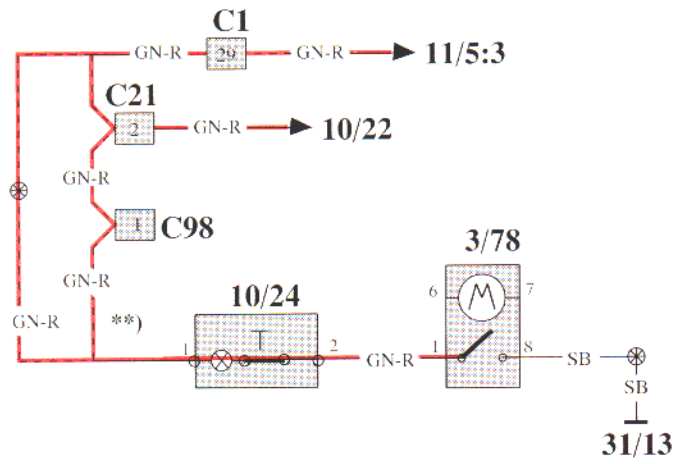 C1
GN-R 29 GN-R 11/5:3
C21
2 GN-R 10/22
GN-R
1 C98
3/78
GN-R 10/24 6 M 7
GN-R **)
T
1 2 GN-R 1 8 SB
SB
31/13